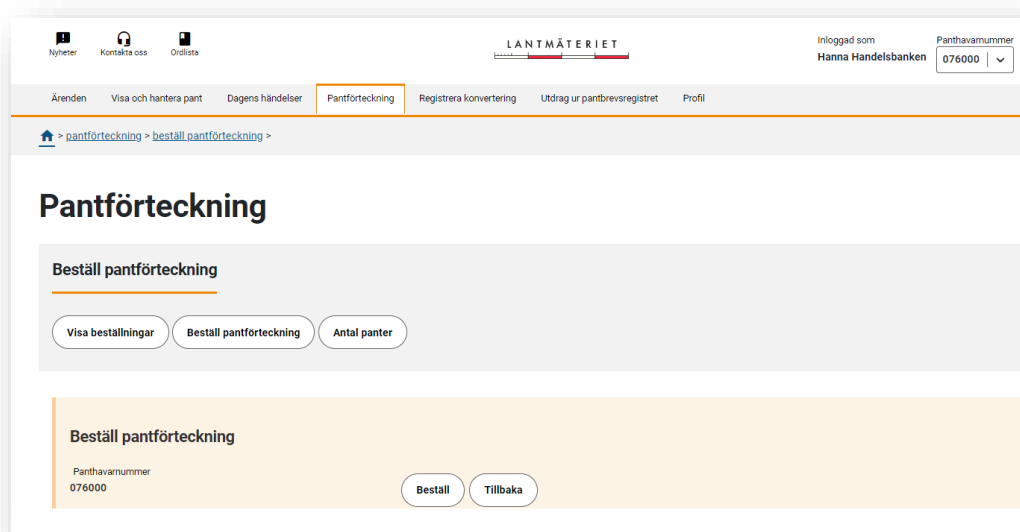 Nyheter Kontakta oss Ordlista
LANTMÄTERIET
Inloggad som Panthavarnummer
Hanna Handelsbanken 076000
Ärenden Visa och hantera pant Dagens händelser Pantförteckning Registrera konvertering Utdrag ur pantbrevsregistret Profil
> pantförteckning > beställ pantförteckning >
Pantförteckning
Beställ pantförteckning
Visa beställningar Beställ pantförteckning Antal panter
Beställ pantförteckning
Panthavarnummer
076000
Beställ Tillbaka